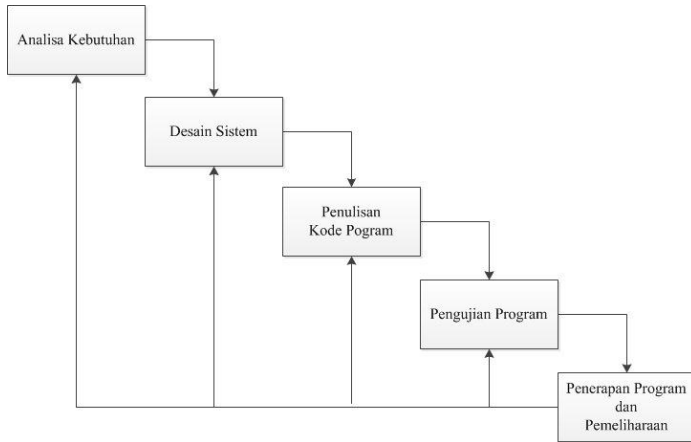 Analisa Kebutuhan
Desain Sistem
Penulisan
Kode Pogram
Pengujian Program
Penerapan Program
dan
Pemeliharaan